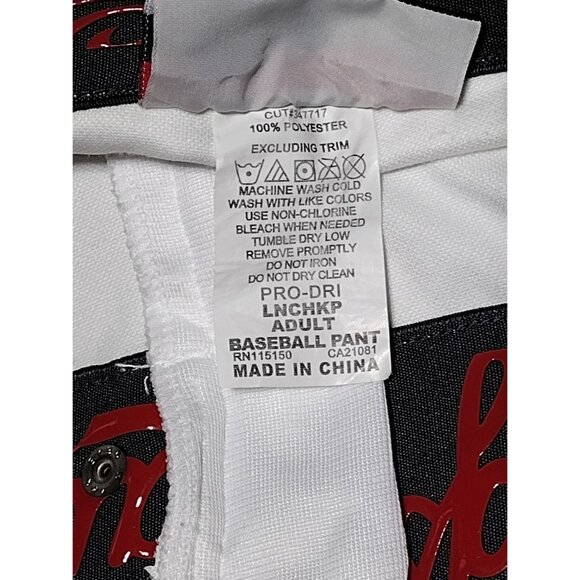 CUT#347717
100% POLYESTER
EXCLUDING TRIM
MACHINE WASH COLD
WASH WITH LIKE COLORS
USE NON-CHLORINE
BLEACH WHEN NEEDED
TUMBLE DRY LOW
REMOVE PROMPTLY
DO NOT IRON
DO NOT DRY CLEAN
PRO-DRI
LNCHKP
ADULT
BASEBALL PANT
RN115150 CA21081
MADE IN CHINA